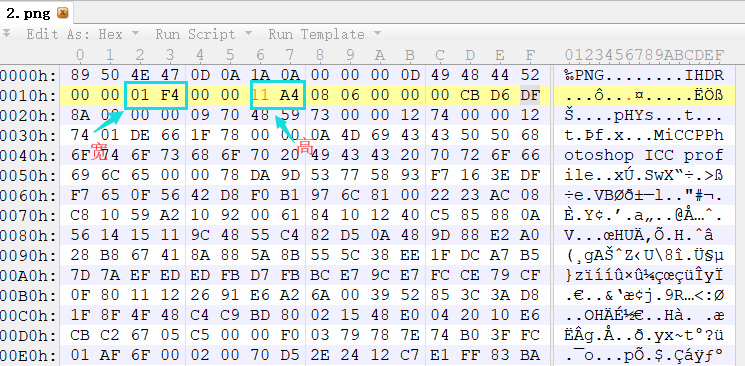 2.png
Edit As: Hex Run Script Run Template
0 1 2 3 4 5 6 7 8 9 A B C D E F 0123456789ABCDEF
0000h: 89 50 4E 47 0D 0A 1A 0A 00 00 00 0D 49 48 44 52 ‰PNG........IHDR
0010h: 00 00 01 F4 00 00 11 A4 08 06 00 00 00 CB D6 DF ...ô...¤.....ËÖß
0020h: 8A 00 00 00 09 70 48 59 73 00 00 12 74 00 00 12 Š....pHYs...t...
0030h: 74 01 DE 66 1F 78 00 00 0A 4D 69 43 43 50 50 68 t.Þf.x...MiCCPPh
宽
高
0040h: 6F 74 6F 73 68 6F 70 20 49 43 43 20 70 72 6F 66 otoshop ICC prof
0050h: 69 6C 65 00 00 78 DA 9D 53 77 58 93 F7 16 3E DF ile..xÚ.SwX“÷.>ß
0060h: F7 65 0F 56 42 D8 F0 B1 97 6C 81 00 22 23 AC 08 ÷e.VBØð±—l.."#¬.
0070h: C8 10 59 A2 10 92 00 61 84 10 12 40 C5 85 88 0A È.Y¢.’.a„..@Å…ˆ.
0080h: 56 14 15 11 9C 48 55 C4 82 D5 0A 48 9D 88 E2 A0 V...œHUÄ‚Õ.H.ˆâ
0090h: 28 B8 67 41 8A 88 5A 8B 55 5C 38 EE 1F DC A7 B5 (¸gAŠˆZ‹U\8î.Ü§µ
00A0h: 7D 7A EF ED ED FB D7 FB BC E7 9C E7 FC CE 79 CF }zïííû×û¼çœçüÎyÏ
00B0h: 0F 80 11 12 26 91 E6 A2 6A 00 39 52 85 3C 3A D8 .€..&‘æ¢j.9R…<:Ø
00C0h: 1F 8F 4F 48 C4 C9 BD 80 02 15 48 E0 04 20 10 E6 ..OHÄÉ½€..Hà. .æ
00D0h: CB C2 67 05 C5 00 00 F0 03 79 78 7E 74 B0 3F FC ËÂg.Å..ð.yx~t°?ü
00E0h: 01 AF 6F 00 02 00 70 D5 2E 24 12 C7 E1 FF 83 BA .¯o...pÕ.$.Çáÿƒº